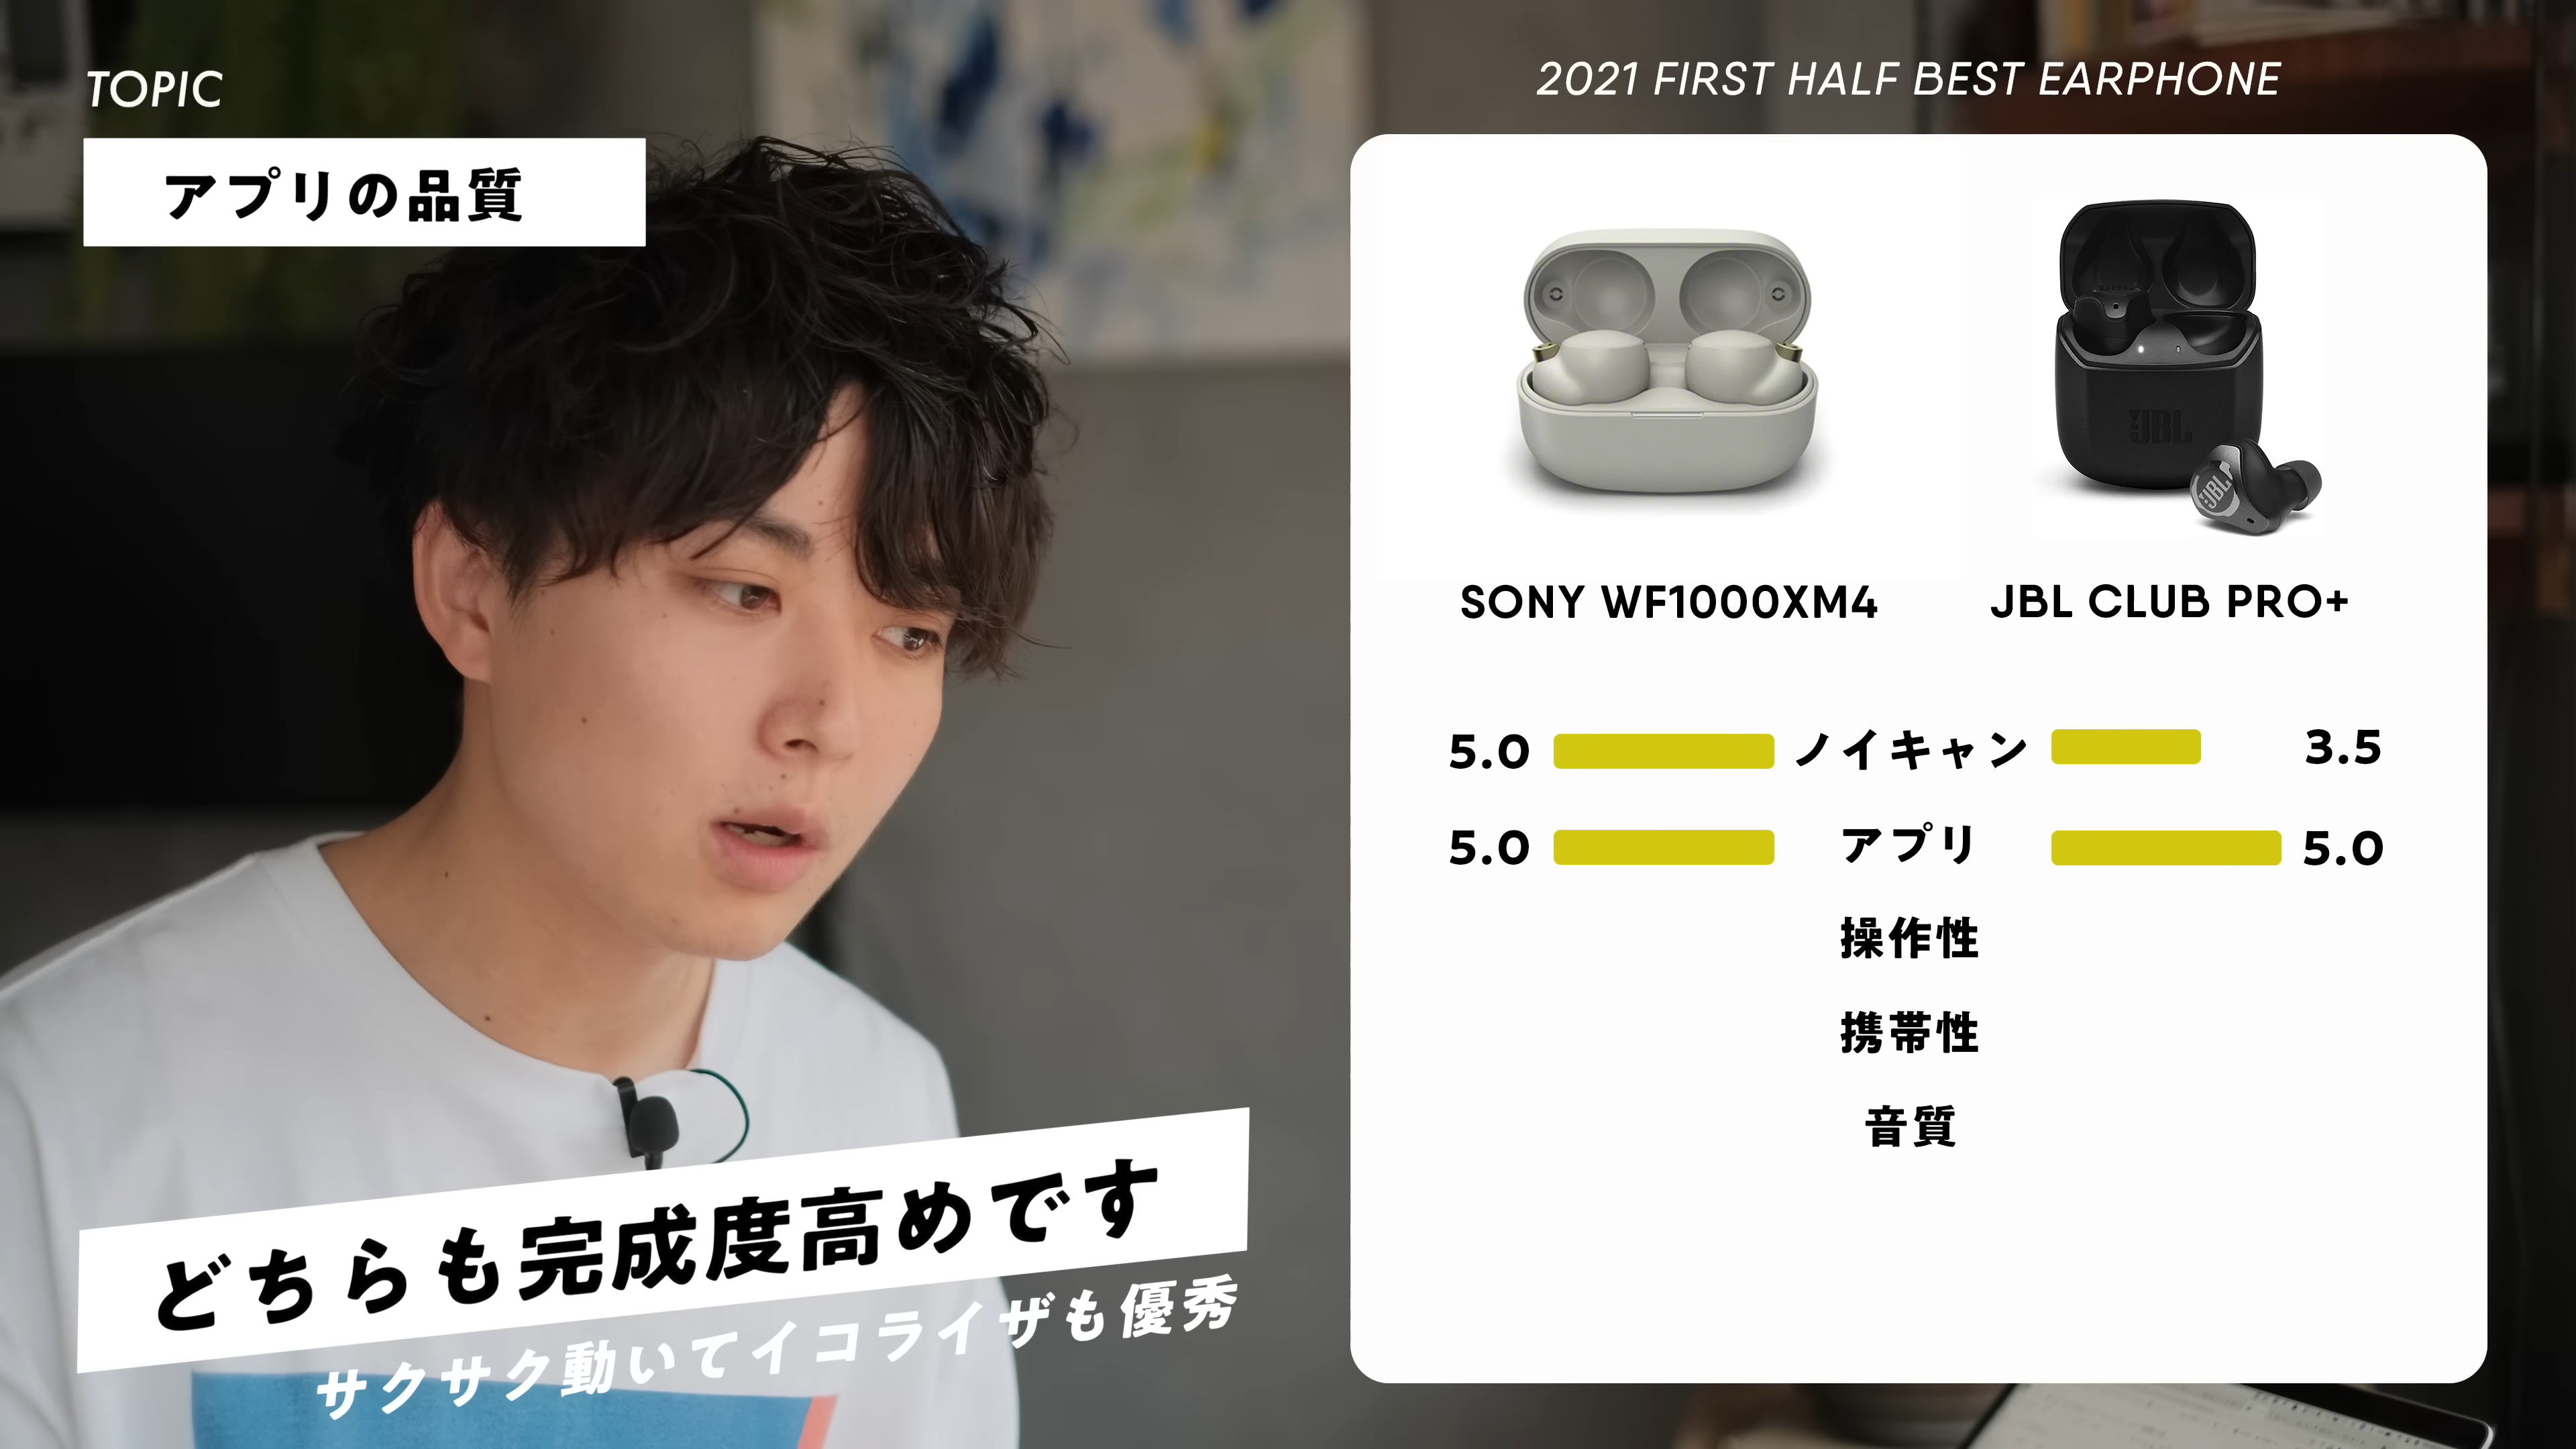 TOPIC
アプリの品質
2021 FIRST HALF BEST EARPHONE
JBL
JBL
SONY WF1000XM4
JBL CLUB PRO+
5.0 ノイキャン 3.5
5.0 アプリ 5.0
操作性
携帯性
音質
どちらも完成度高めです
サクサク動いてイコライザも優秀